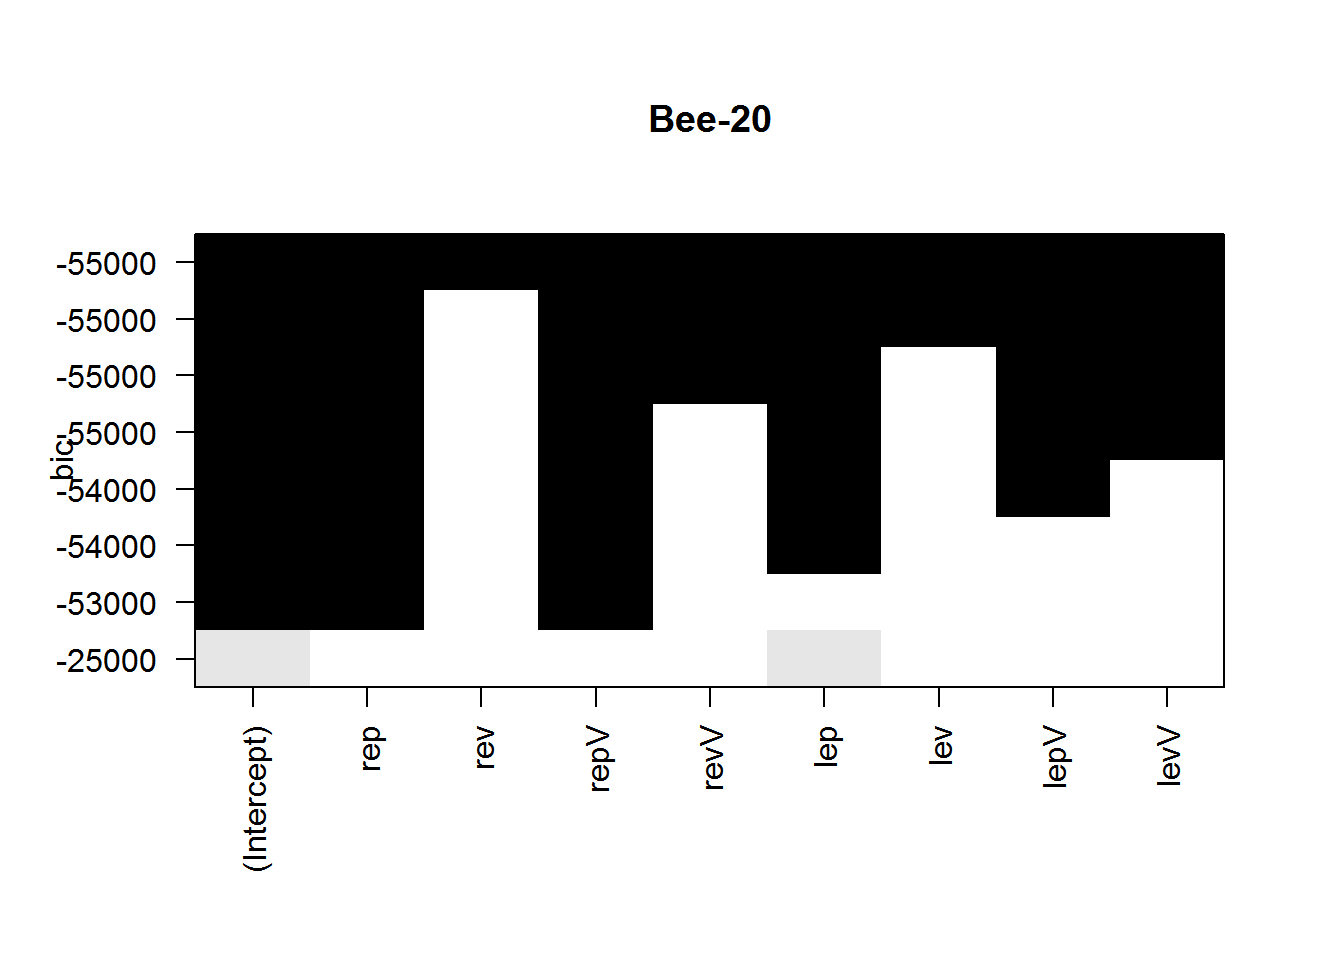 Bee-20
-55000
-55000
-55000
-55000
-54000
-54000
-53000
-25000
bic
(Intercept)
rep
rev
repV
revV
lep
lev
lepV
levV